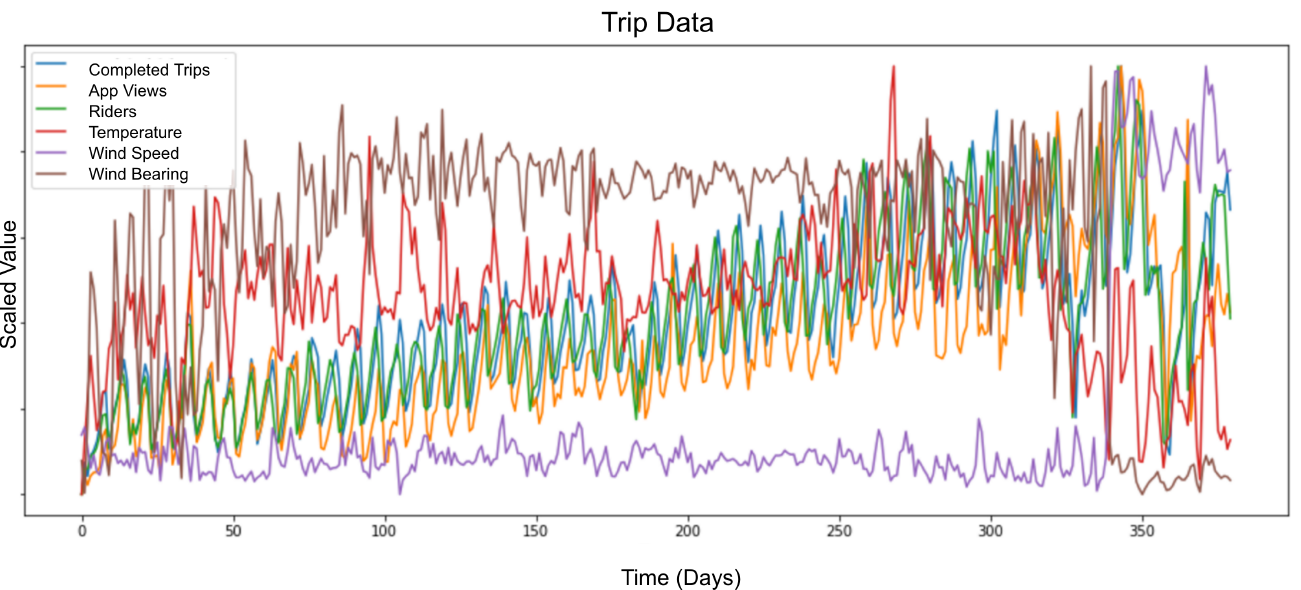 Trip Data
Completed Trips
App Views
Riders
Temperature
Wind Speed
Wind Bearing
Scaled Value
0 50 100 150 200 250 300 350
Time (Days)